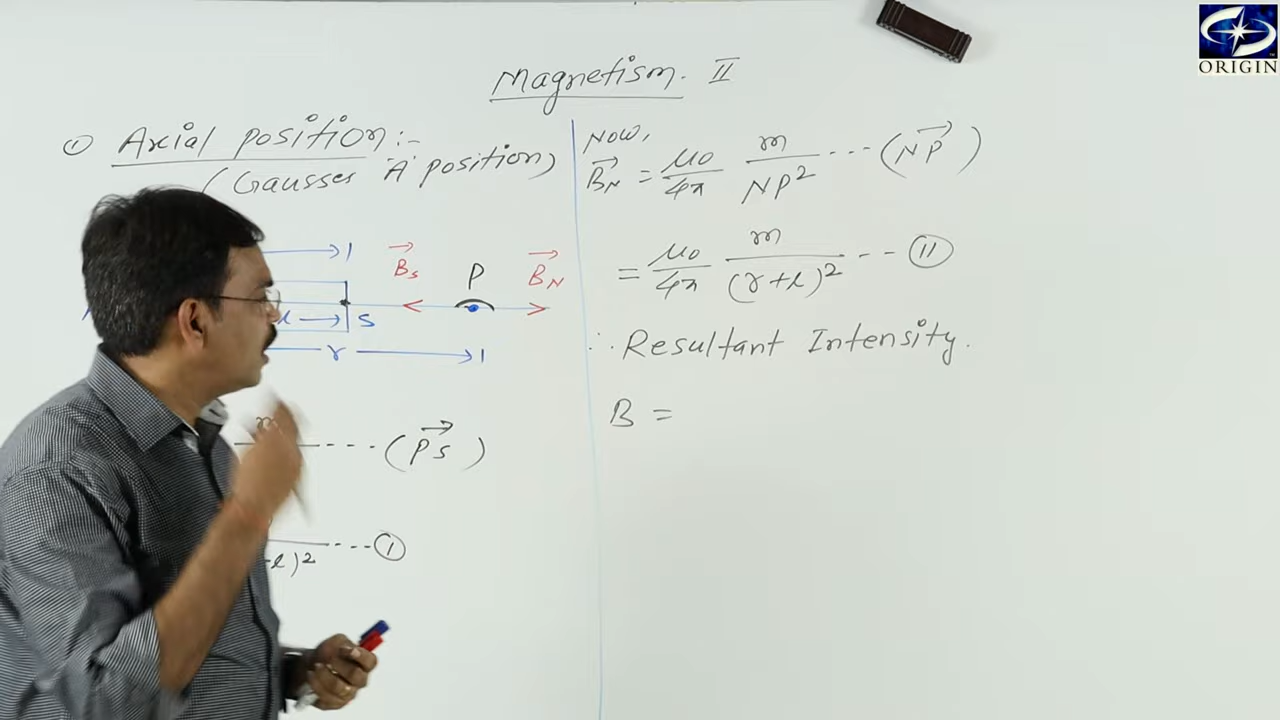 ORIGIN
Magnetism. II
① Axial position:-
(Gausses 'A' position)
B⃗s P B⃗N
l → S
r →
----(P⃗S)
l)² ---①
Now,
B⃗N = μ₀/4π m/NP² --- (N⃗P)
= μ₀/4π m/(r+l)² -- ⑪
∴ Resultant Intensity.
B =